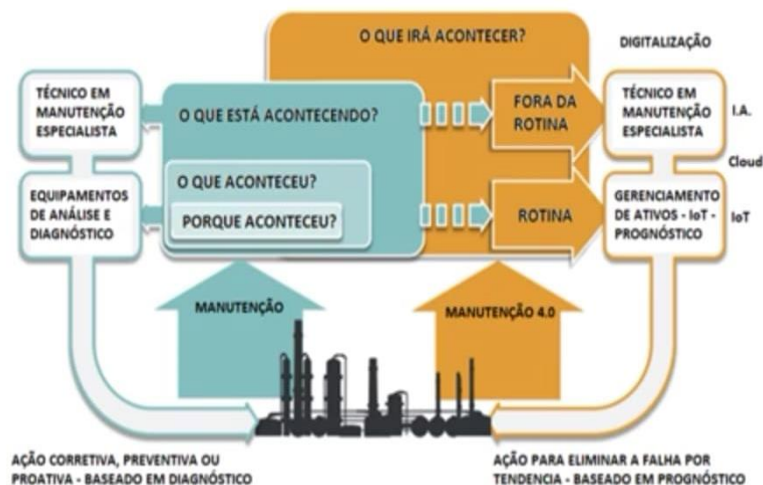 O QUE IRÁ ACONTECER?
DIGITALIZAÇÃO
TÉCNICO EM
MANUTENÇÃO
ESPECIALISTA
O QUE ESTÁ ACONTECENDO?
FORA DA
ROTINA
TÉCNICO EM
MANUTENÇÃO
ESPECIALISTA
I.A.
Cloud
EQUIPAMENTOS
DE ANÁLISE E
DIAGNÓSTICO
O QUE ACONTECEU?
PORQUE ACONTECEU?
ROTINA
GERENCIAMENTO
DE ATIVOS - IoT -
PROGNÓSTICO
IoT
MANUTENÇÃO
MANUTENÇÃO 4.0
AÇÃO CORRETIVA, PREVENTIVA OU
PROATIVA - BASEADO EM DIAGNÓSTICO
AÇÃO PARA ELIMINAR A FALHA POR
TENDENCIA - BASEADO EM PROGNÓSTICO